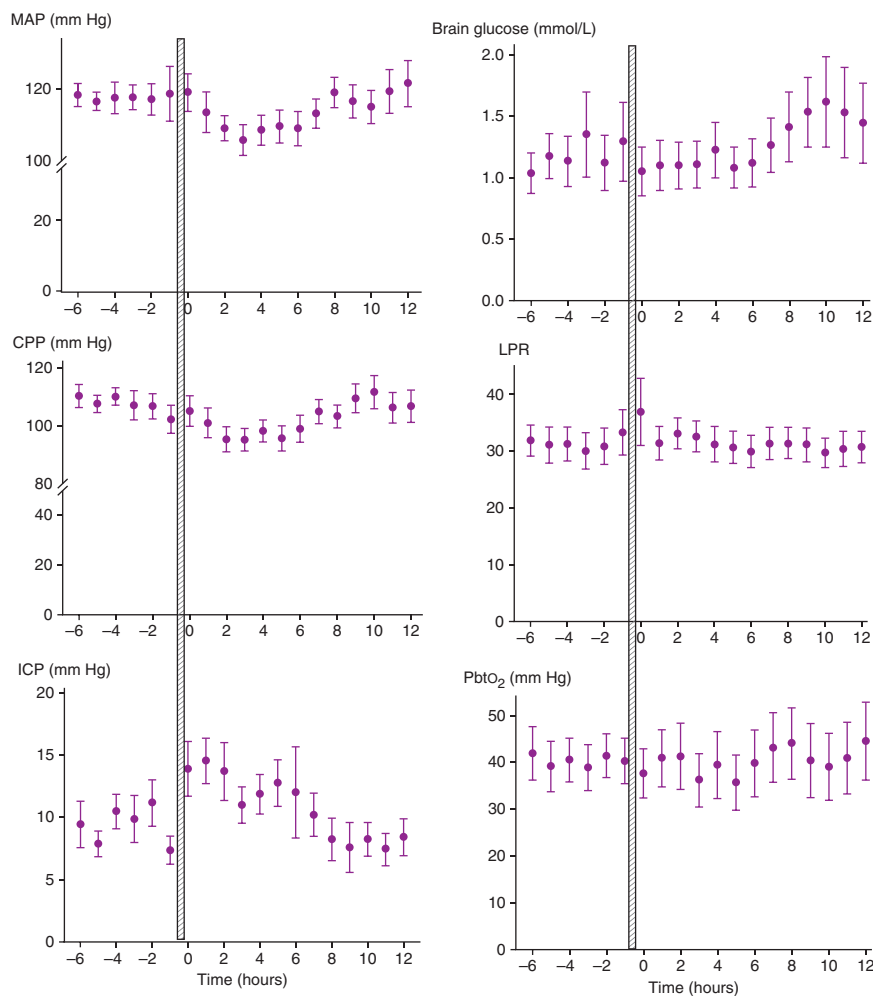 MAP (mm Hg)
120
100
20
0
–6 –4 –2 0 2 4 6 8 10 12
CPP (mm Hg)
120
100
80
40
20
0
–6 –4 –2 0 2 4 6 8 10 12
ICP (mm Hg)
20
15
10
5
0
–6 –4 –2 0 2 4 6 8 10 12
Time (hours)
Brain glucose (mmol/L)
2.0
1.5
1.0
0.5
0.0
–6 –4 –2 0 2 4 6 8 10 12
LPR
40
30
20
0
–6 –4 –2 0 2 4 6 8 10 12
PbtO₂ (mm Hg)
50
40
30
20
10
0
–6 –4 –2 0 2 4 6 8 10 12
Time (hours)